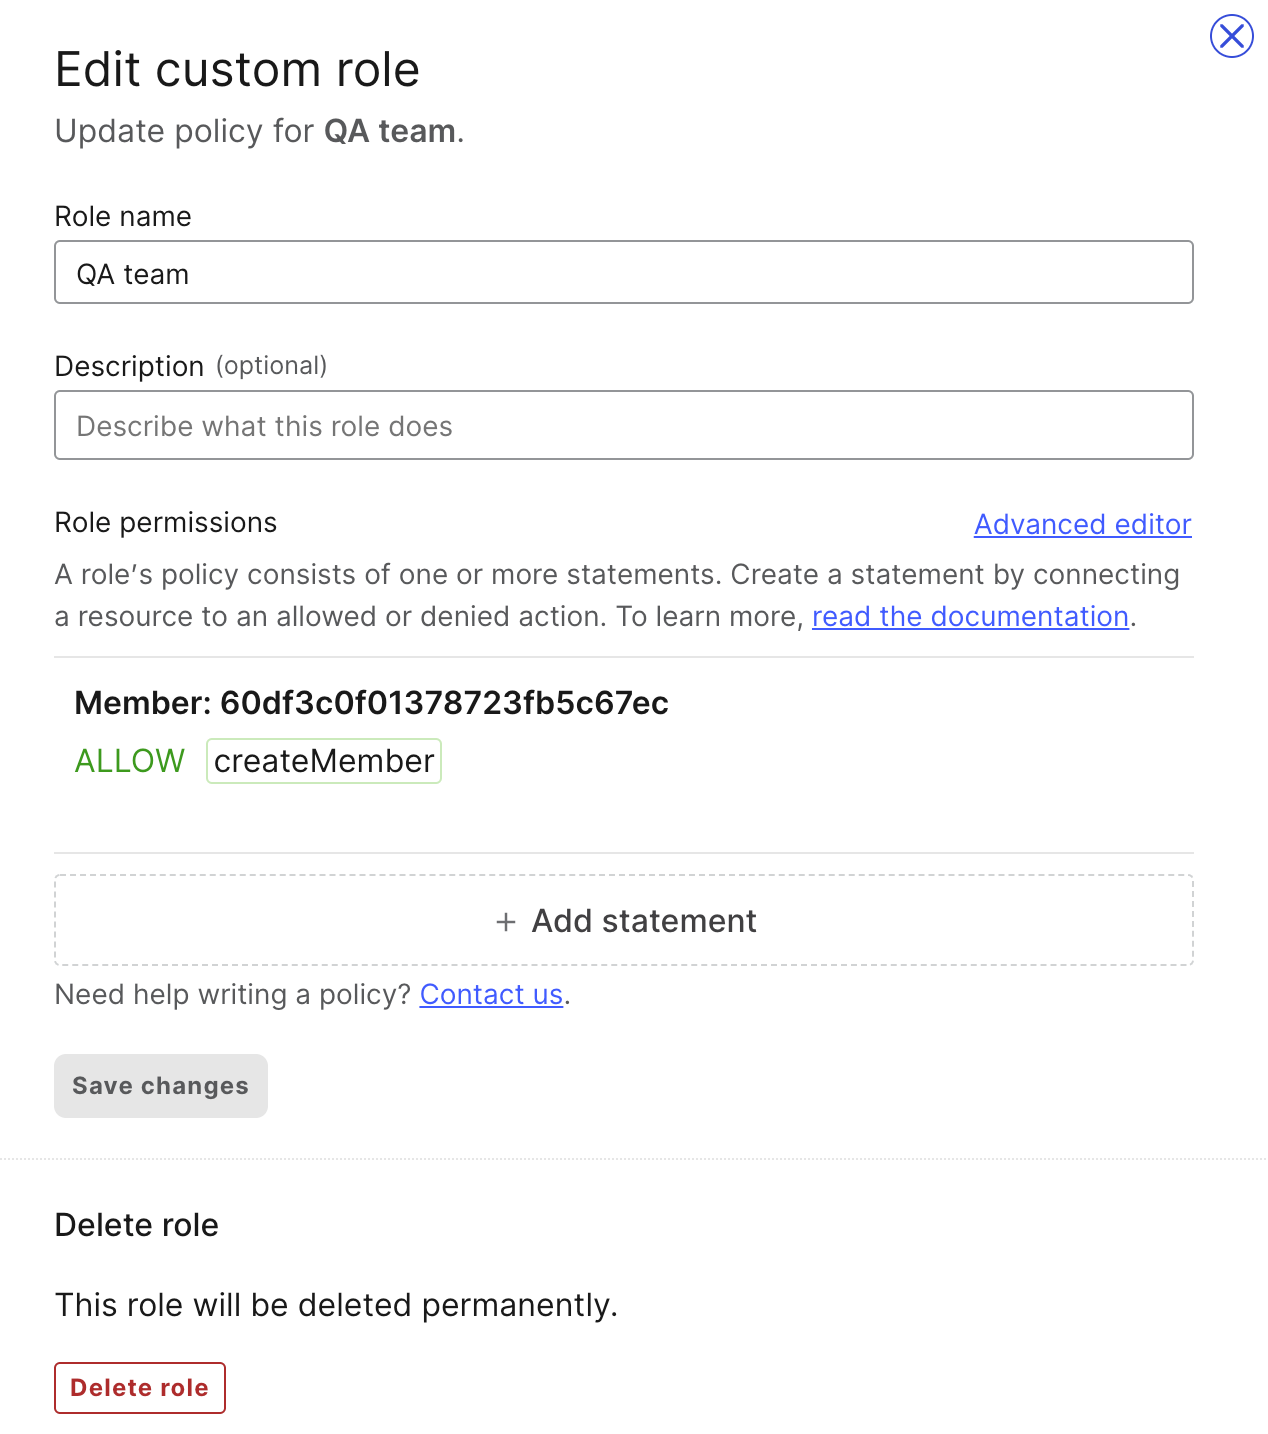 Edit custom role
Update policy for QA team.
Role name
QA team
Description (optional)
Describe what this role does
Role permissions
Advanced editor
A role’s policy consists of one or more statements. Create a statement by connecting
a resource to an allowed or denied action. To learn more, read the documentation.
Member: 60df3c0f01378723fb5c67ec
ALLOW createMember
+ Add statement
Need help writing a policy? Contact us.
Save changes
Delete role
This role will be deleted permanently.
Delete role